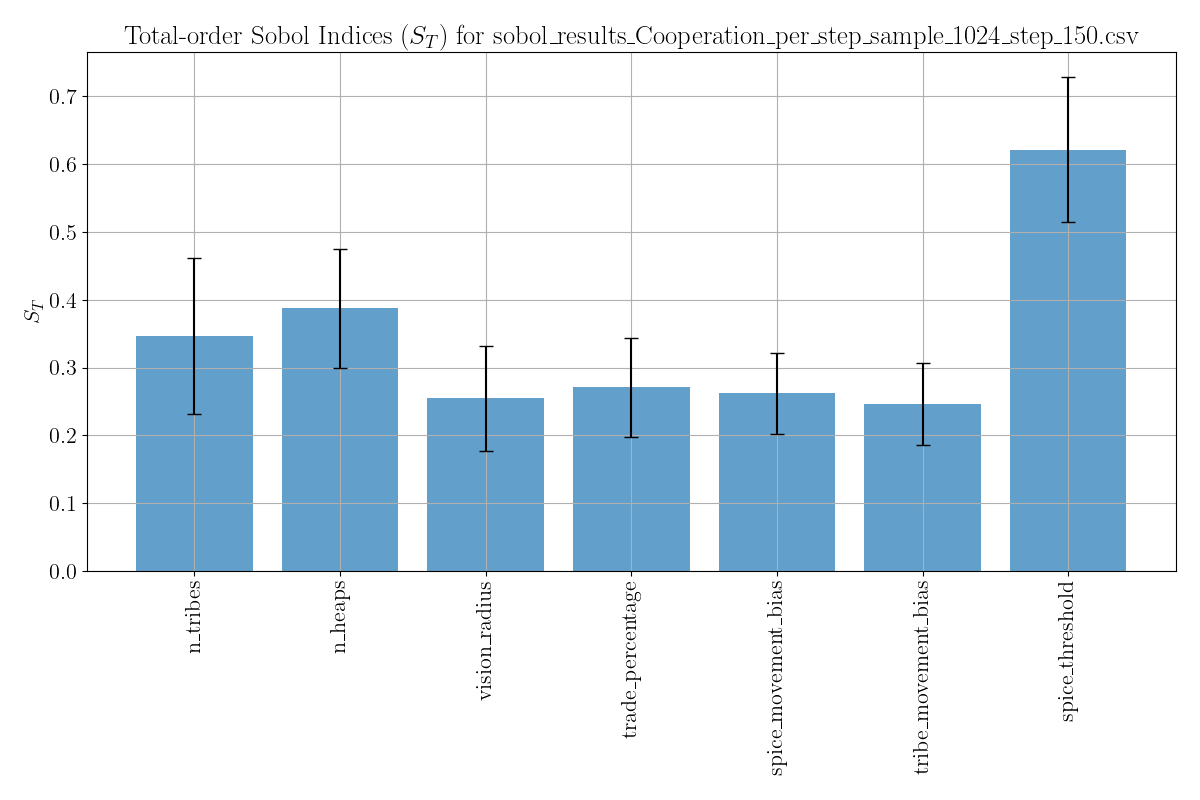 Total-order Sobol Indices (S_T) for sobol_results_Cooperation_per_step_sample_1024_step_150.csv
0.7
0.6
0.5
0.4
0.3
0.2
0.1
0.0
S_T
n_tribes
n_heaps
vision_radius
trade_percentage
spice_movement_bias
tribe_movement_bias
spice_threshold